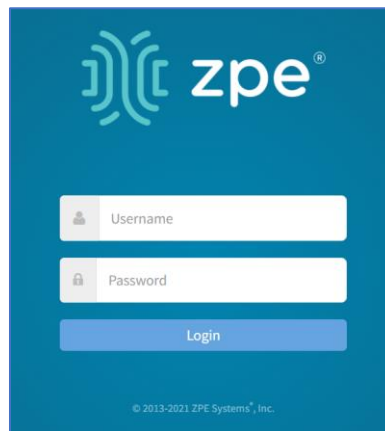 zpe®
Username
Password
Login
© 2013-2021 ZPE Systems®, Inc.